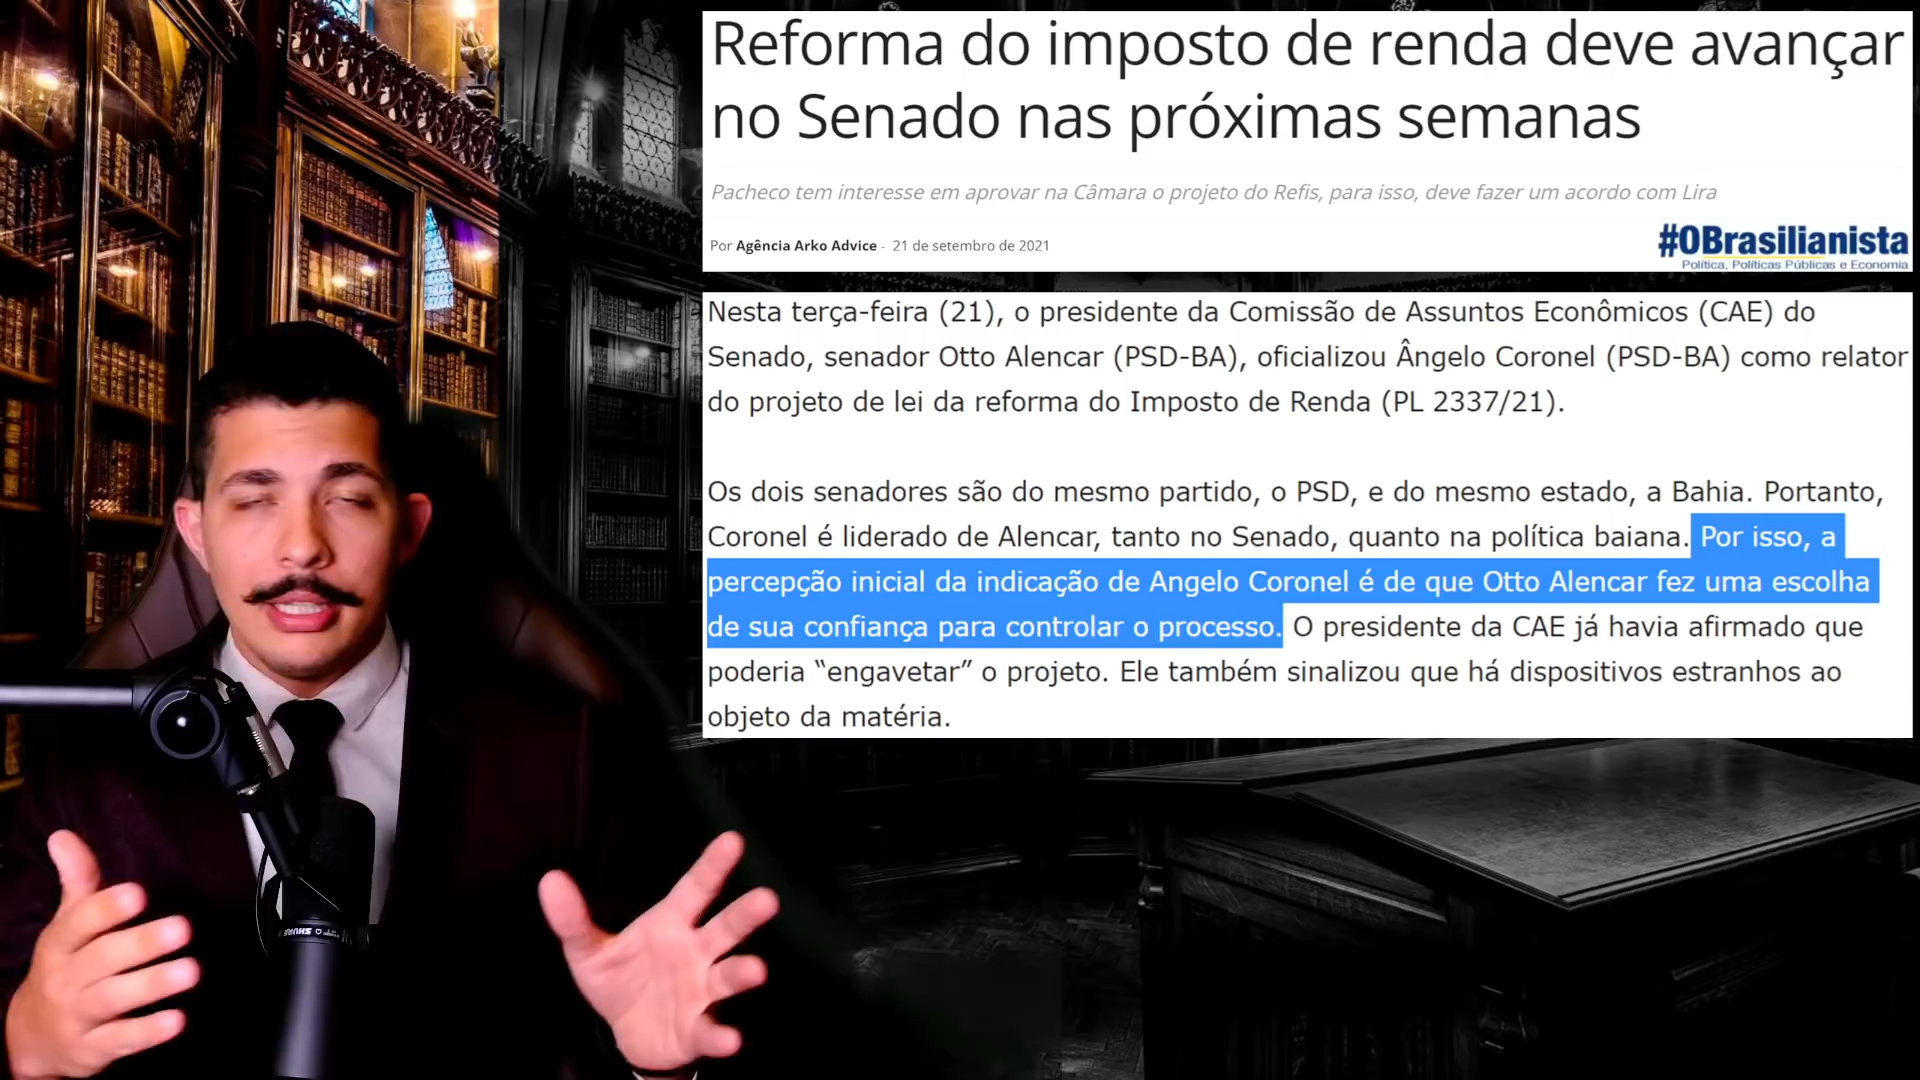 Reforma do imposto de renda deve avançar
no Senado nas próximas semanas
Pacheco tem interesse em aprovar na Câmara o projeto do Refis, para isso, deve fazer um acordo com Lira
Por Agência Arko Advice - 21 de setembro de 2021
#OBrasilianista
Política, Políticas Públicas e Economia
Nesta terça-feira (21), o presidente da Comissão de Assuntos Econômicos (CAE) do
Senado, senador Otto Alencar (PSD-BA), oficializou Ângelo Coronel (PSD-BA) como relator
do projeto de lei da reforma do Imposto de Renda (PL 2337/21).
Os dois senadores são do mesmo partido, o PSD, e do mesmo estado, a Bahia. Portanto,
Coronel é liderado de Alencar, tanto no Senado, quanto na política baiana. Por isso, a
percepção inicial da indicação de Angelo Coronel é de que Otto Alencar fez uma escolha
de sua confiança para controlar o processo. O presidente da CAE já havia afirmado que
poderia “engavetar” o projeto. Ele também sinalizou que há dispositivos estranhos ao
objeto da matéria.
SHURE